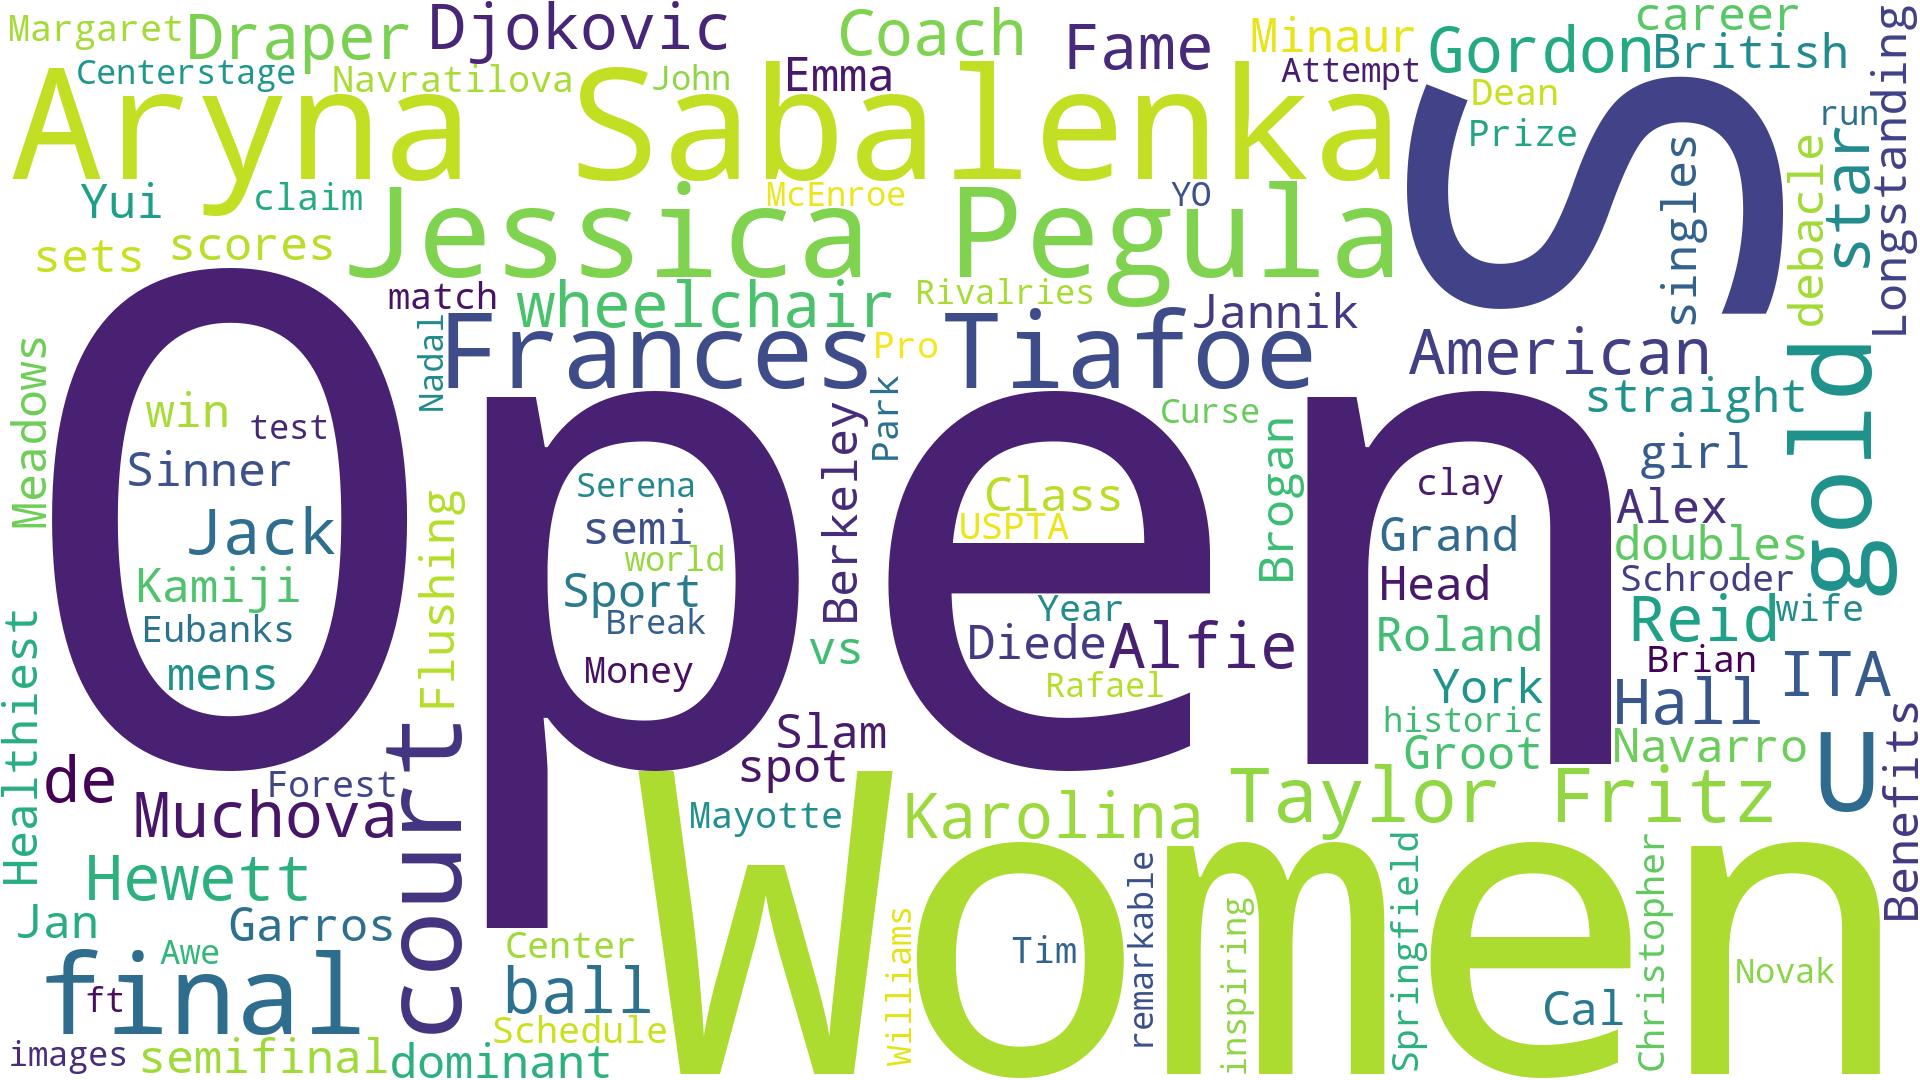 Margaret
Draper
Djokovic
Coach
Fame
Minaur
Gordon
career
British
Centerstage
Navratilova
John
Emma
Attempt
Dean
Prize
run
Longstanding
Aryna Sabalenka
S
singles
debacle
star
Yui
claim
McEnroe
YO
sets
scores
Jessica Pegula
match
wheelchair
Rivalries
Jannik
Nadal
Frances Tiafoe
Pro
American
gold
Meadows
Open
win
test
Park
Berkeley
Curse
Brogan
straight
Sinner
Jack
Kamiji
Eubanks
mens
Flushing
Serena
semi
world
Sport
Break
Money
vs
Class
USPTA
Year
Diede
Alfie
Rafael
clay
Grand
Head
Roland
York
historic
Groot
girl
Alex
doubles
Schroder
Reid
wife
Brian
ITA
Hall
Navarro
U
Benefits
Healthiest
de
Forest
Muchova
court
Slam
spot
Mayotte
Karolina
Taylor Fritz
Women
Hewett
Jan
Garros
Awe
final
ft
images
semifinal
dominant
Center
ball
Schedule
Williams
Tim
remarkable
inspiring
Springfield
Cal
Christopher
Novak